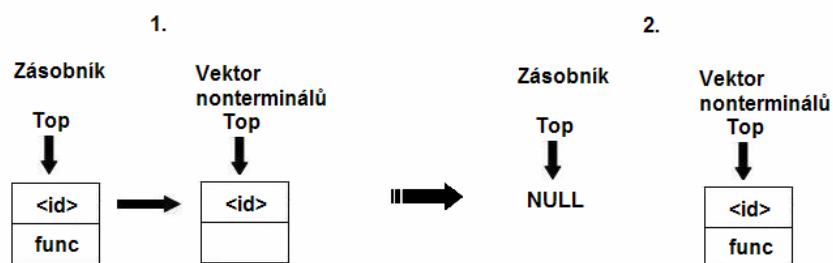 1.
Zásobník
Vektor
nonterminálů
Top
Top
<id>
func
<id>
2.
Zásobník
Vektor
nonterminálů
Top
Top
NULL
<id>
func